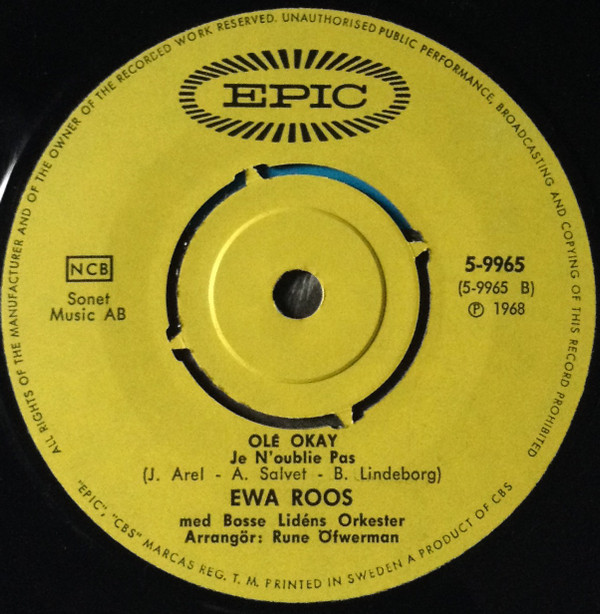 ALL RIGHTS OF THE MANUFACTURER AND OF THE OWNER OF THE RECORDED WORK RESERVED. UNAUTHORISED PUBLIC PERFORMANCE, BROADCASTING AND COPYING OF THIS RECORD PROHIBITED
EPIC
NCB
Sonet
Music AB
5-9965
(5-9965 B)
Ⓟ 1968
OLÉ OKAY
Je N'oublie Pas
(J. Arel - A. Salvet - B. Lindeborg)
EWA ROOS
med Bosse Lidéns Orkester
Arrangör: Rune Öfwerman
"EPIC", "CBS" MARCAS REG. T. M. PRINTED IN SWEDEN A PRODUCT OF CBS